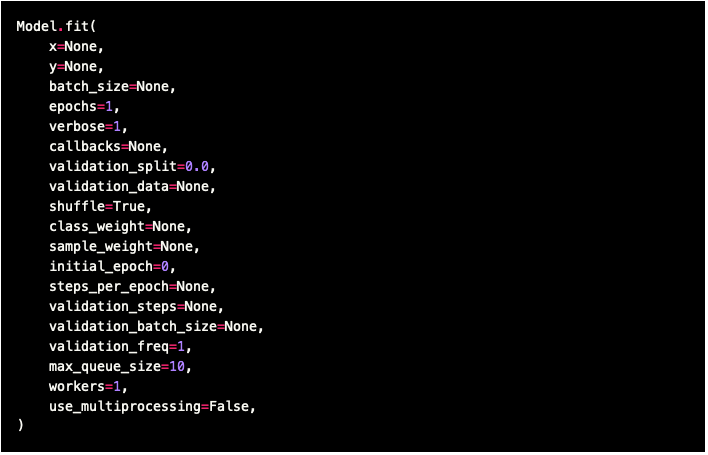 Model.fit(
    x=None,
    y=None,
    batch_size=None,
    epochs=1,
    verbose=1,
    callbacks=None,
    validation_split=0.0,
    validation_data=None,
    shuffle=True,
    class_weight=None,
    sample_weight=None,
    initial_epoch=0,
    steps_per_epoch=None,
    validation_steps=None,
    validation_batch_size=None,
    validation_freq=1,
    max_queue_size=10,
    workers=1,
    use_multiprocessing=False,
)